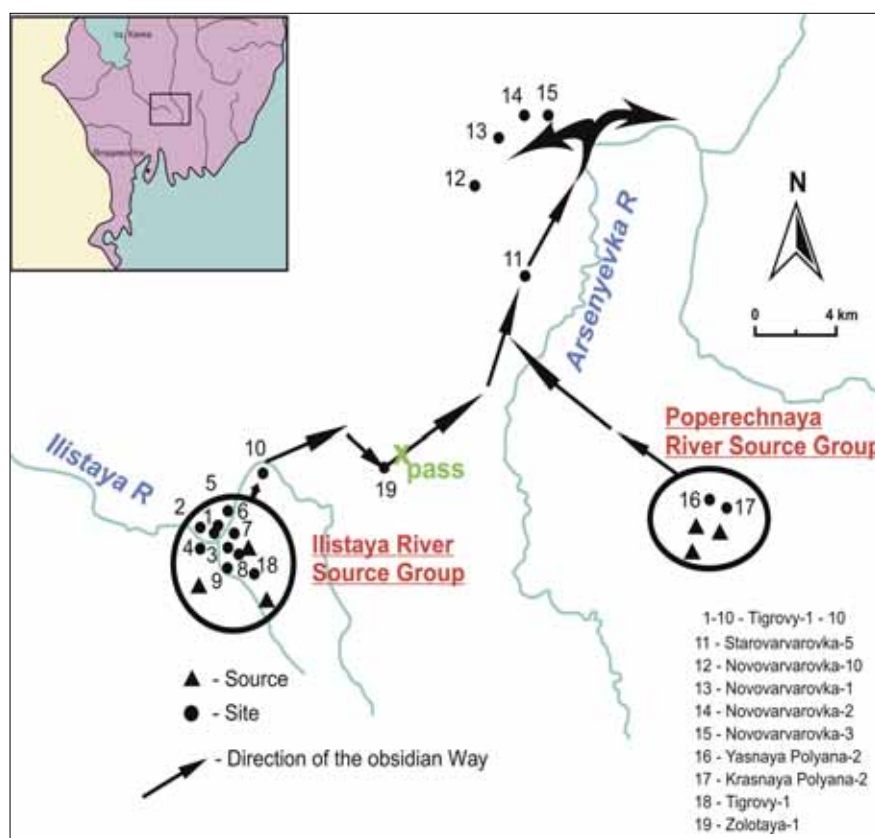 14
15
13
12
N
11
0
4 km
Arsenyevka R
Poperechnaya
River Source Group
10
x
pass
Ilistaya R
19
5
16
17
2
1
6
7
4
3
8
18
9
Ilistaya River
Source Group
1-10 - Tigrovy-1 - 10
11 - Starovarvarovka-5
- Source
12 - Novovarvarovka-10
13 - Novovarvarovka-1
- Site
14 - Novovarvarovka-2
15 - Novovarvarovka-3
- Direction of the obsidian Way
16 - Yasnaya Polyana-2
17 - Krasnaya Polyana-2
18 - Tigrovy-1
19 - Zolotaya-1